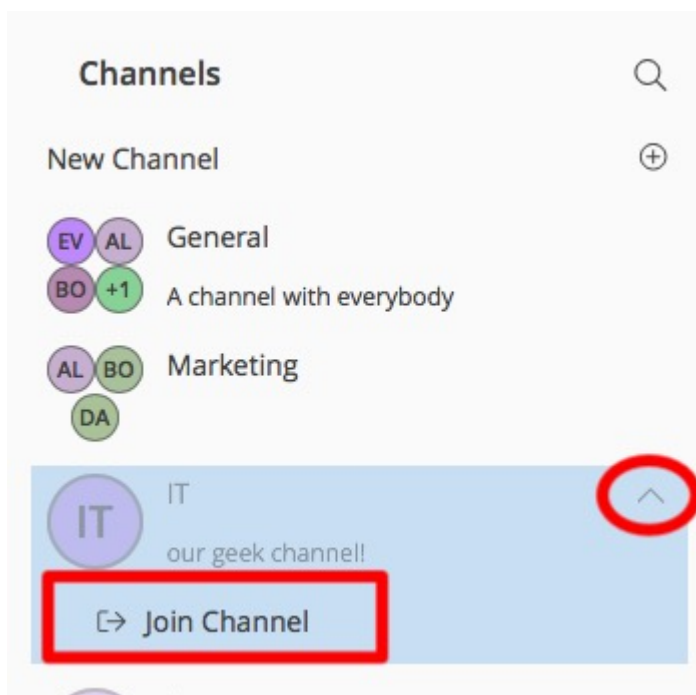 Channels
New Channel
EV AL
General
BO +1
A channel with everybody
AL BO
Marketing
DA
IT
IT
our geek channel!
Join Channel